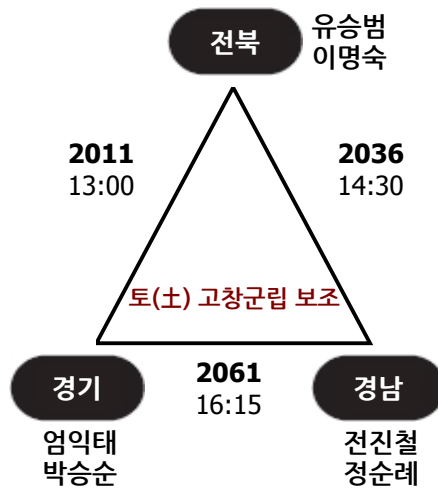 전북
유승범
이명숙
2011
13:00
2036
14:30
토(土) 고창군립 보조
경기
2061
16:15
경남
엄익태
박승순
전진철
정순례